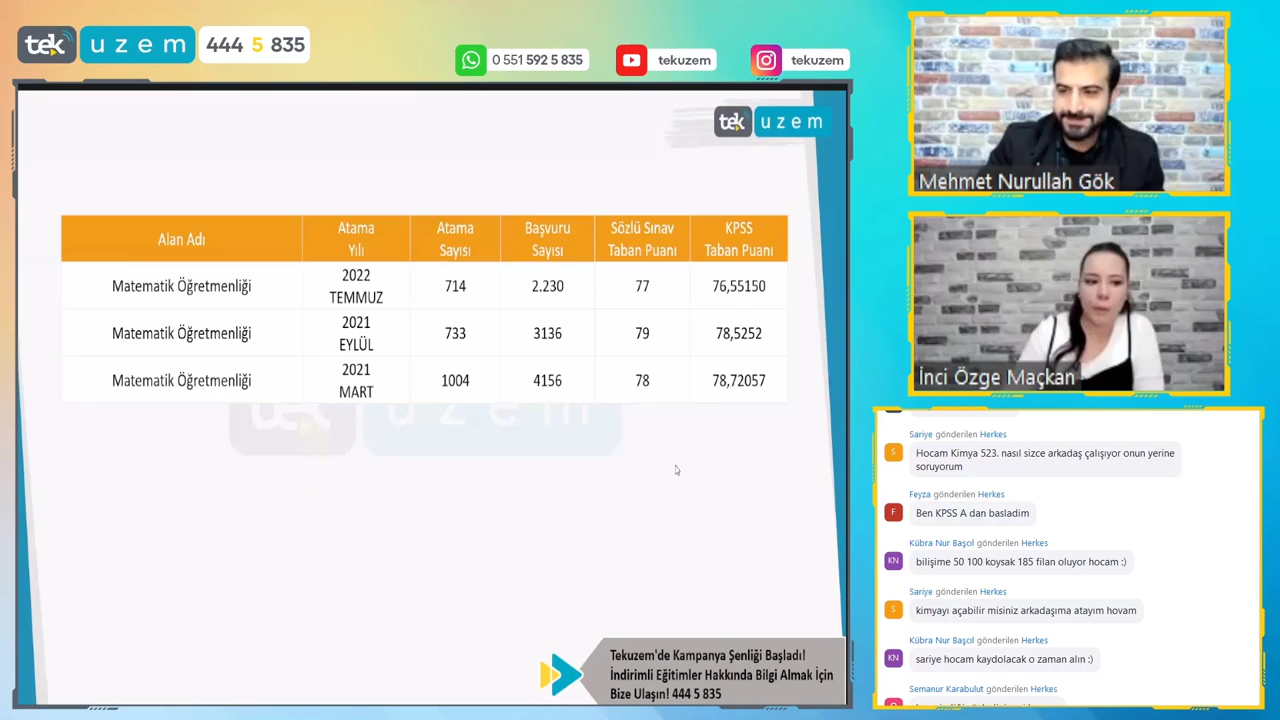 tek uzem 444 5 835
0 551 592 5 835
tekuzem
tekuzem
tek uzem
Alan Adı Atama Yılı Atama Sayısı Başvuru Sayısı Sözlü Sınav Taban Puanı KPSS Taban Puanı
Matematik Öğretmenliği 2022 TEMMUZ 714 2.230 77 76,55150
Matematik Öğretmenliği 2021 EYLÜL 733 3136 79 78,5252
Matematik Öğretmenliği 2021 MART 1004 4156 78 78,72057
tek uzem
Tekuzem'de Kampanya Şenliği Başladı!
İndirimli Eğitimler Hakkında Bilgi Almak İçin
Bize Ulaşın! 444 5 835
Mehmet Nurullah Gök
İnci Özge Maçkan
Sariye gönderilen Herkes
S
Hocam Kimya 523. nasıl sizce arkadaş çalışıyor onun yerine
soruyorum
Feyza gönderilen Herkes
F
Ben KPSS A dan basladim
Kübra Nur Başcıl gönderilen Herkes
KN
bilişime 50 100 koysak 185 filan oluyor hocam :)
Sariye gönderilen Herkes
S
kimyayı açabilir misiniz arkadaşıma atayım hovam
Kübra Nur Başcıl gönderilen Herkes
KN
sariye hocam kaydolacak o zaman alın :)
Semanur Karabulut gönderilen Herkes